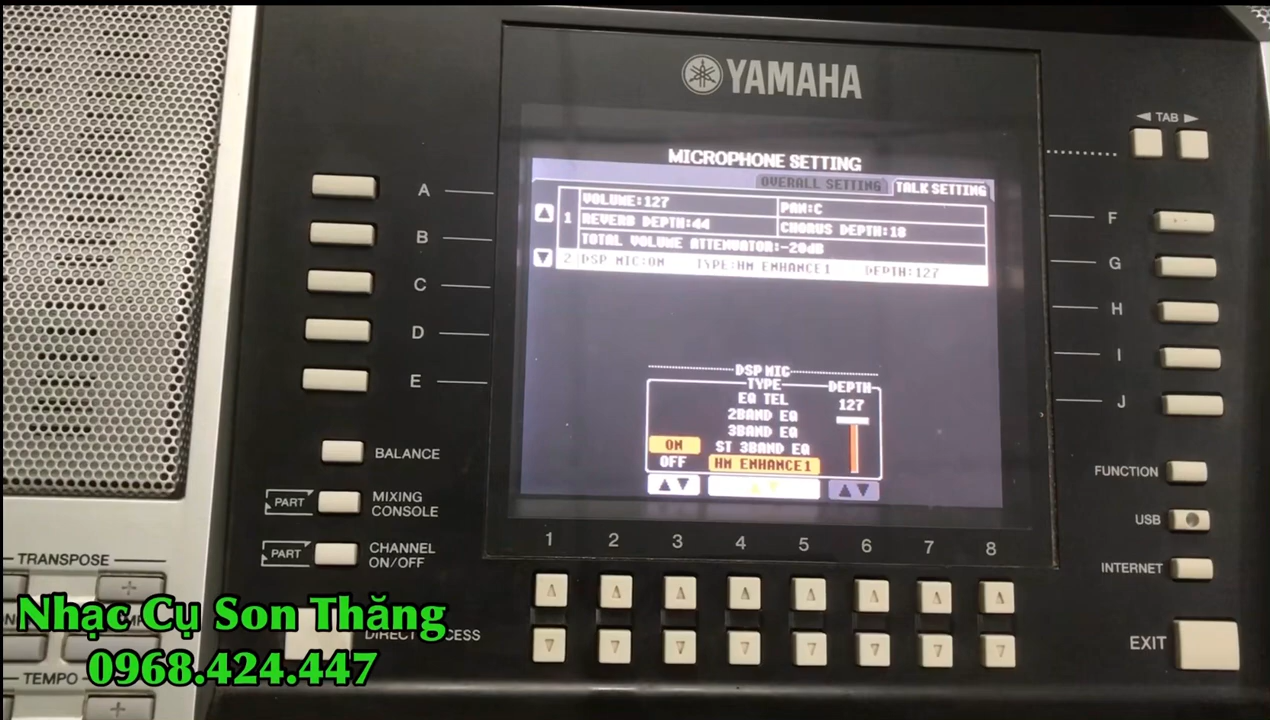 YAMAHA
◄ TAB ►
MICROPHONE SETTING
OVERALL SETTING TALK SETTING
1 VOLUME:127 PAN:C
REVERB DEPTH:44 CHORUS DEPTH:18
TOTAL VOLUME ATTENUATOR:-20dB
2 DSP MIC:ON TYPE:HM ENHANCE1 DEPTH:127
DSP MIC
TYPE DEPTH
EQ TEL 127
2BAND EQ
3BAND EQ
ON ST 3BAND EQ
OFF HM ENHANCE1
A
B
C
D
E
F
G
H
I
J
BALANCE
PART MIXING
CONSOLE
PART CHANNEL
ON/OFF
FUNCTION
USB
INTERNET
EXIT
1 2 3 4 5 6 7 8
TRANSPOSE
Nhạc Cụ Son Thăng
0968.424.447
TEMPO